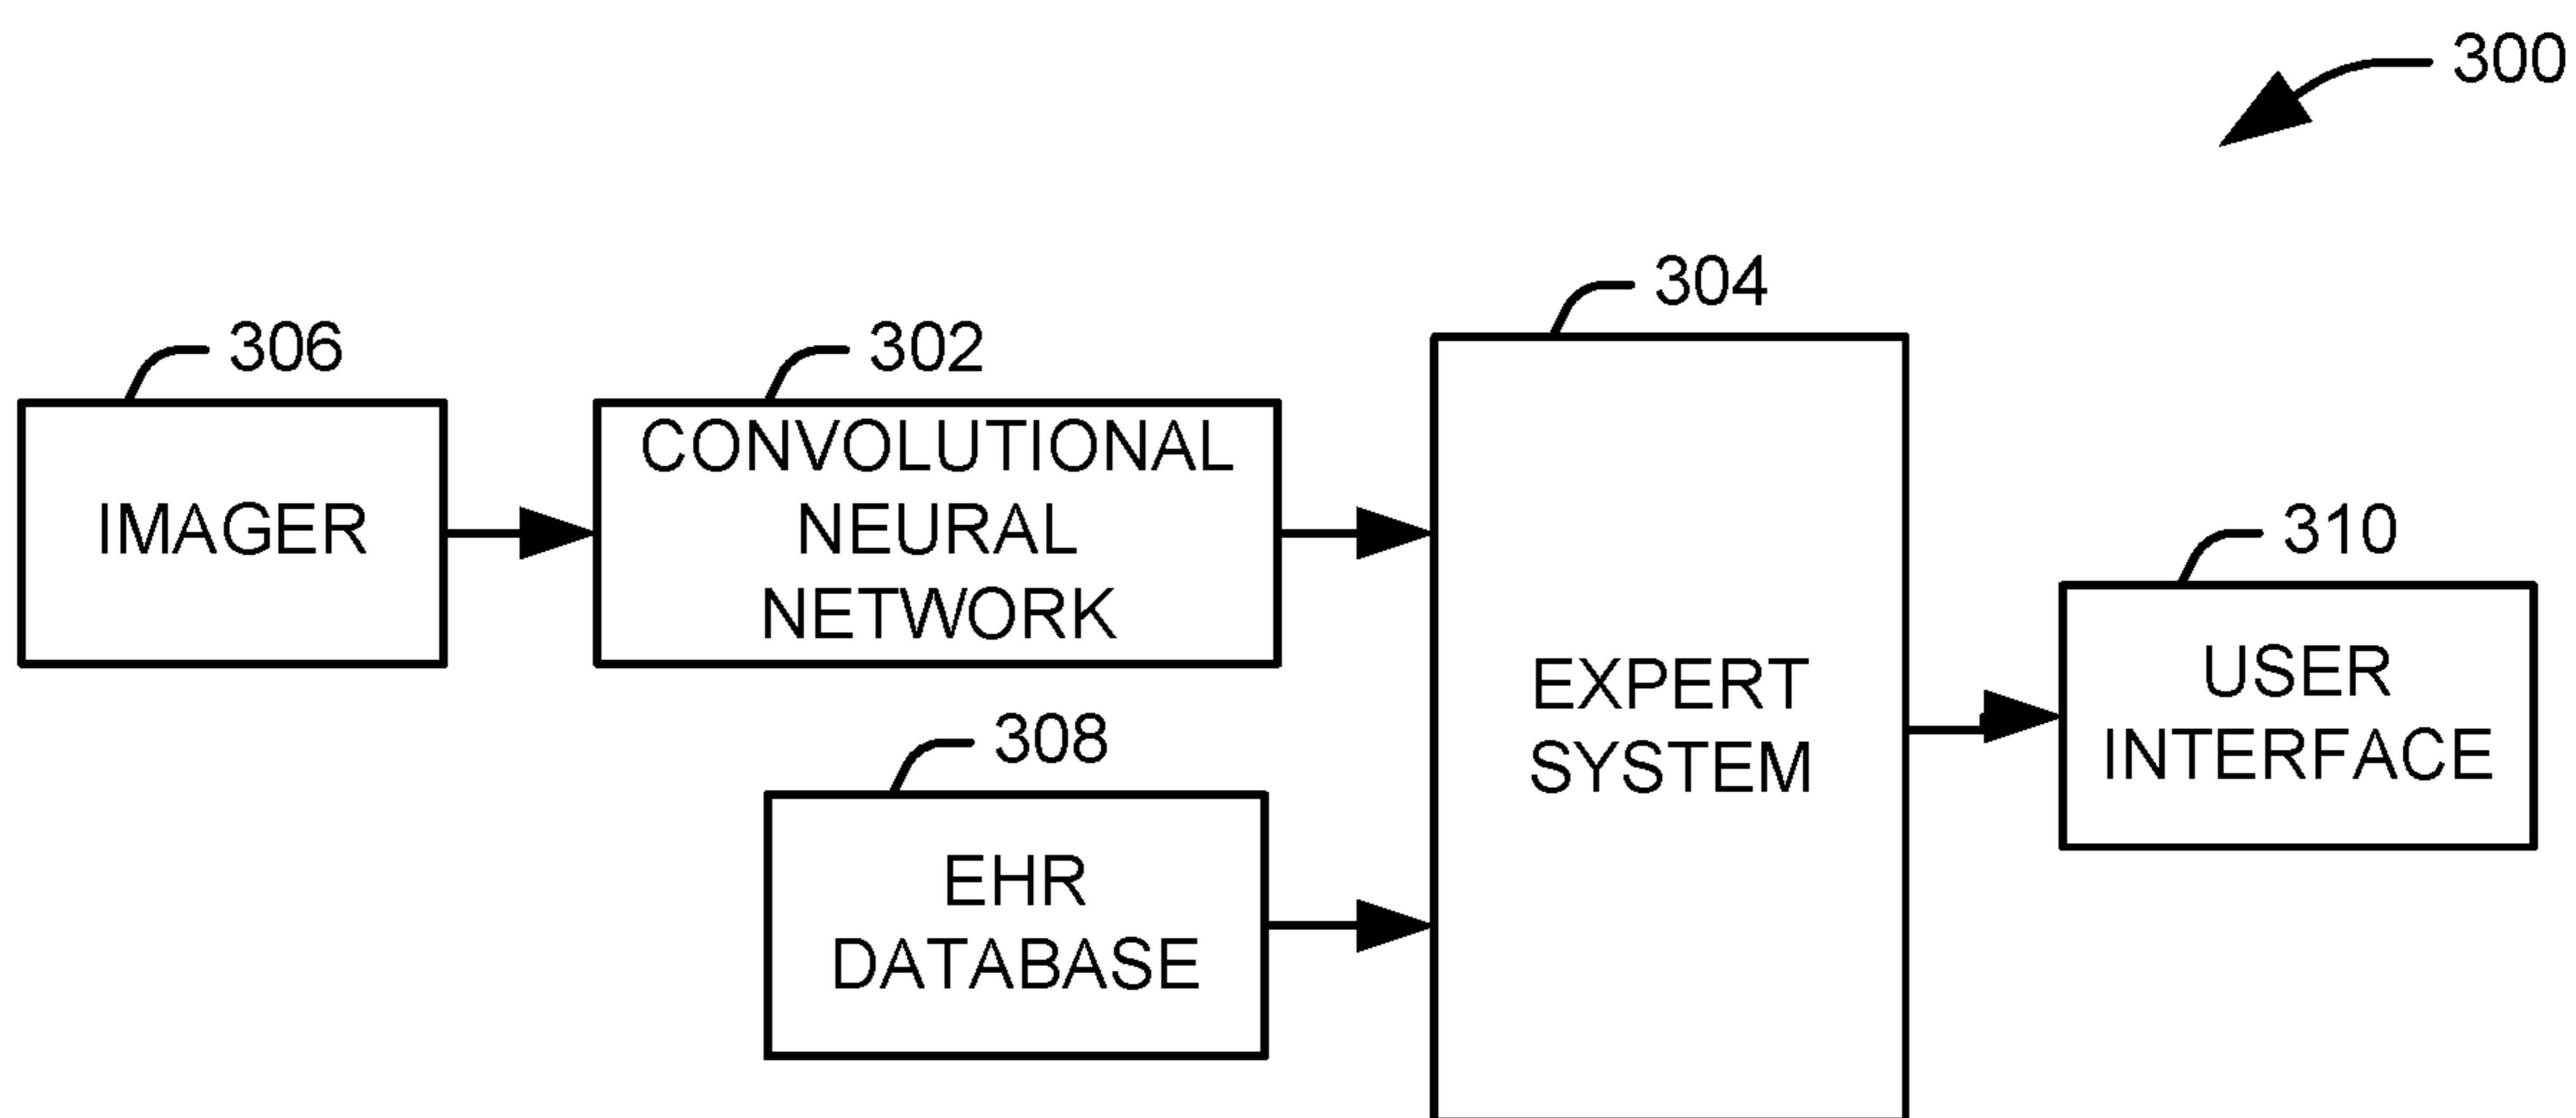 300
304
306
302
IMAGER
CONVOLUTIONAL
NEURAL
NETWORK
310
308
EXPERT
SYSTEM
USER
INTERFACE
EHR
DATABASE